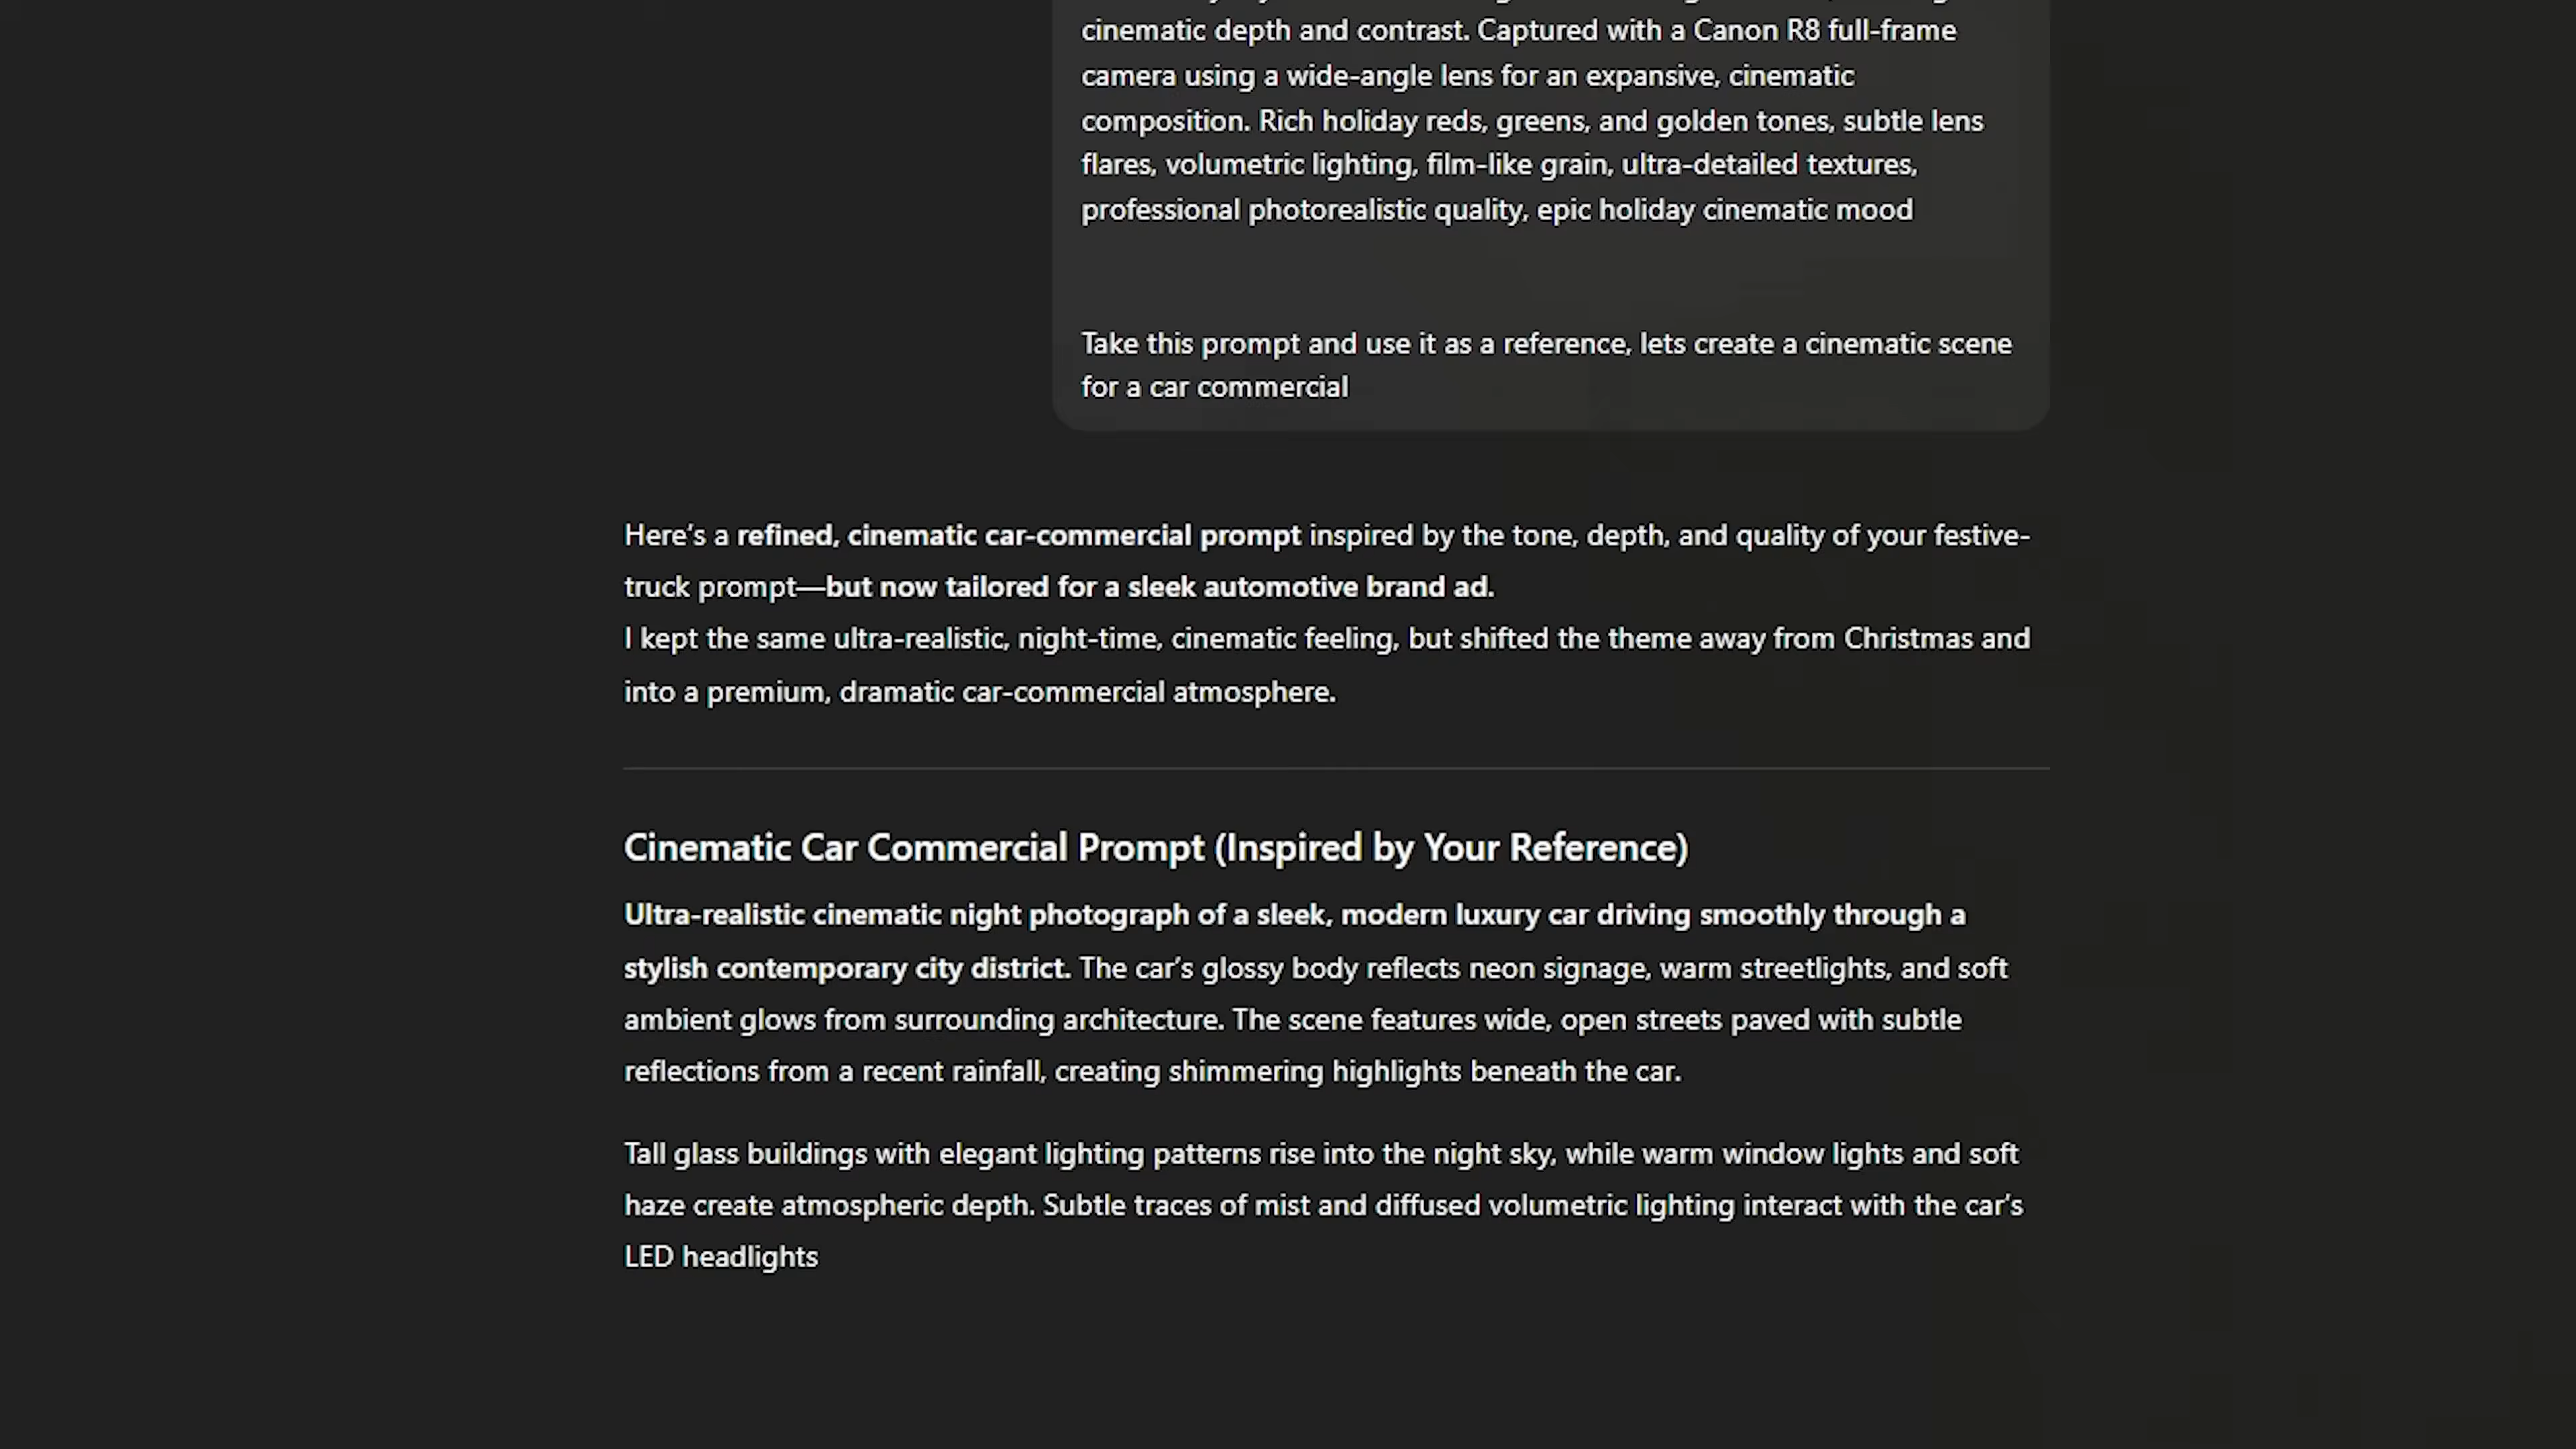 cinematic depth and contrast. Captured with a Canon R8 full-frame
camera using a wide-angle lens for an expansive, cinematic
composition. Rich holiday reds, greens, and golden tones, subtle lens
flares, volumetric lighting, film-like grain, ultra-detailed textures,
professional photorealistic quality, epic holiday cinematic mood
Take this prompt and use it as a reference, lets create a cinematic scene
for a car commercial
Here's a refined, cinematic car-commercial prompt inspired by the tone, depth, and quality of your festive-
truck prompt—but now tailored for a sleek automotive brand ad.
I kept the same ultra-realistic, night-time, cinematic feeling, but shifted the theme away from Christmas and
into a premium, dramatic car-commercial atmosphere.
Cinematic Car Commercial Prompt (Inspired by Your Reference)
Ultra-realistic cinematic night photograph of a sleek, modern luxury car driving smoothly through a
stylish contemporary city district. The car's glossy body reflects neon signage, warm streetlights, and soft
ambient glows from surrounding architecture. The scene features wide, open streets paved with subtle
reflections from a recent rainfall, creating shimmering highlights beneath the car.
Tall glass buildings with elegant lighting patterns rise into the night sky, while warm window lights and soft
haze create atmospheric depth. Subtle traces of mist and diffused volumetric lighting interact with the car's
LED headlights